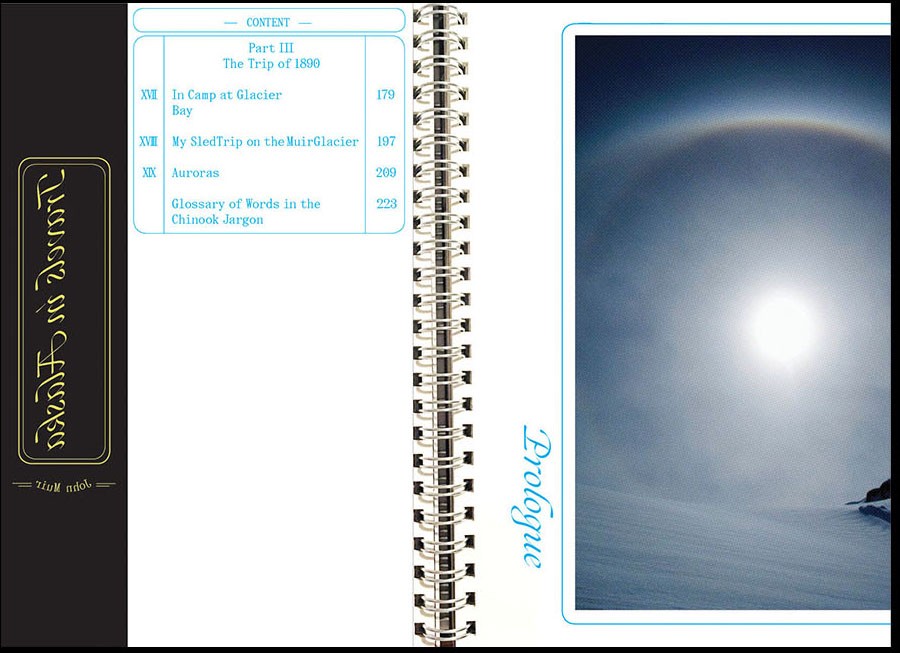 Travels in Alaska
John Muir
— CONTENT —
Part III
The Trip of 1890
XVII In Camp at Glacier 179
Bay
XVIII My SledTrip on the MuirGlacier 197
XIX Auroras 209
Glossary of Words in the 223
Chinook Jargon
Prologue